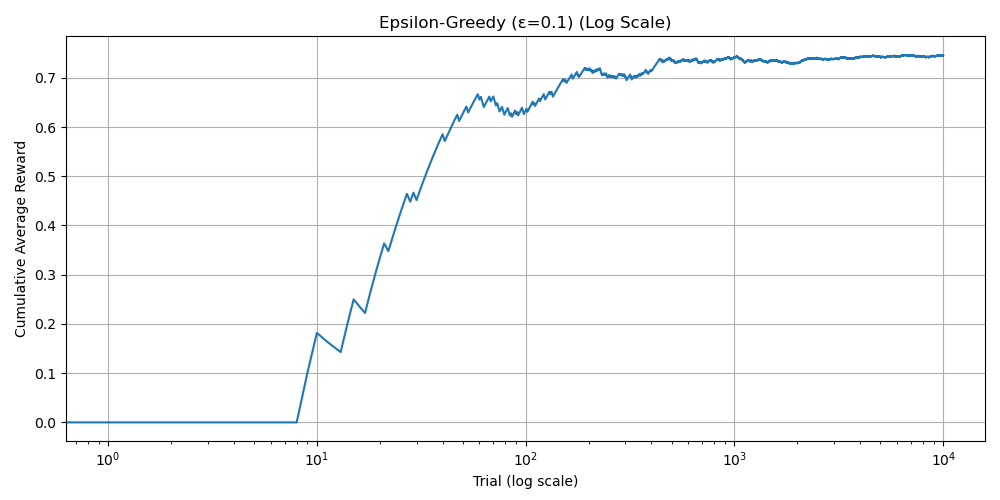 Epsilon-Greedy (ε=0.1) (Log Scale)
Cumulative Average Reward
0.7
0.6
0.5
0.4
0.3
0.2
0.1
0.0
10⁰ 10¹ 10² 10³ 10⁴
Trial (log scale)